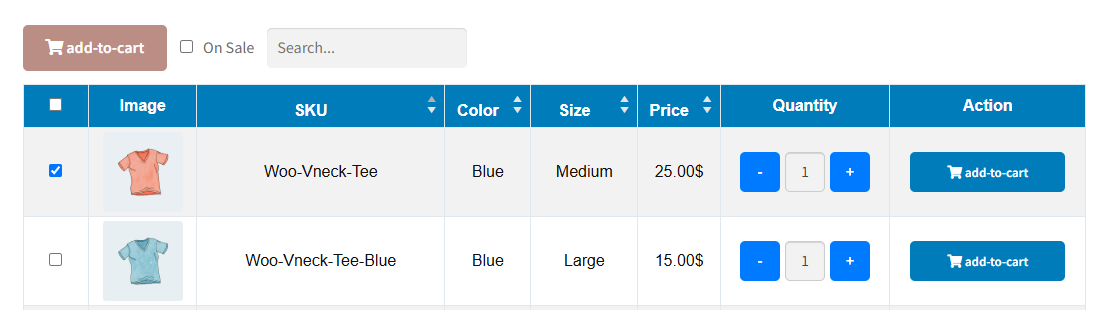 add-to-cart On Sale Search...
Image SKU Color Size Price Quantity Action
Woo-Vneck-Tee Blue Medium 25.00$ - 1 + add-to-cart
Woo-Vneck-Tee-Blue Blue Large 15.00$ - 1 + add-to-cart